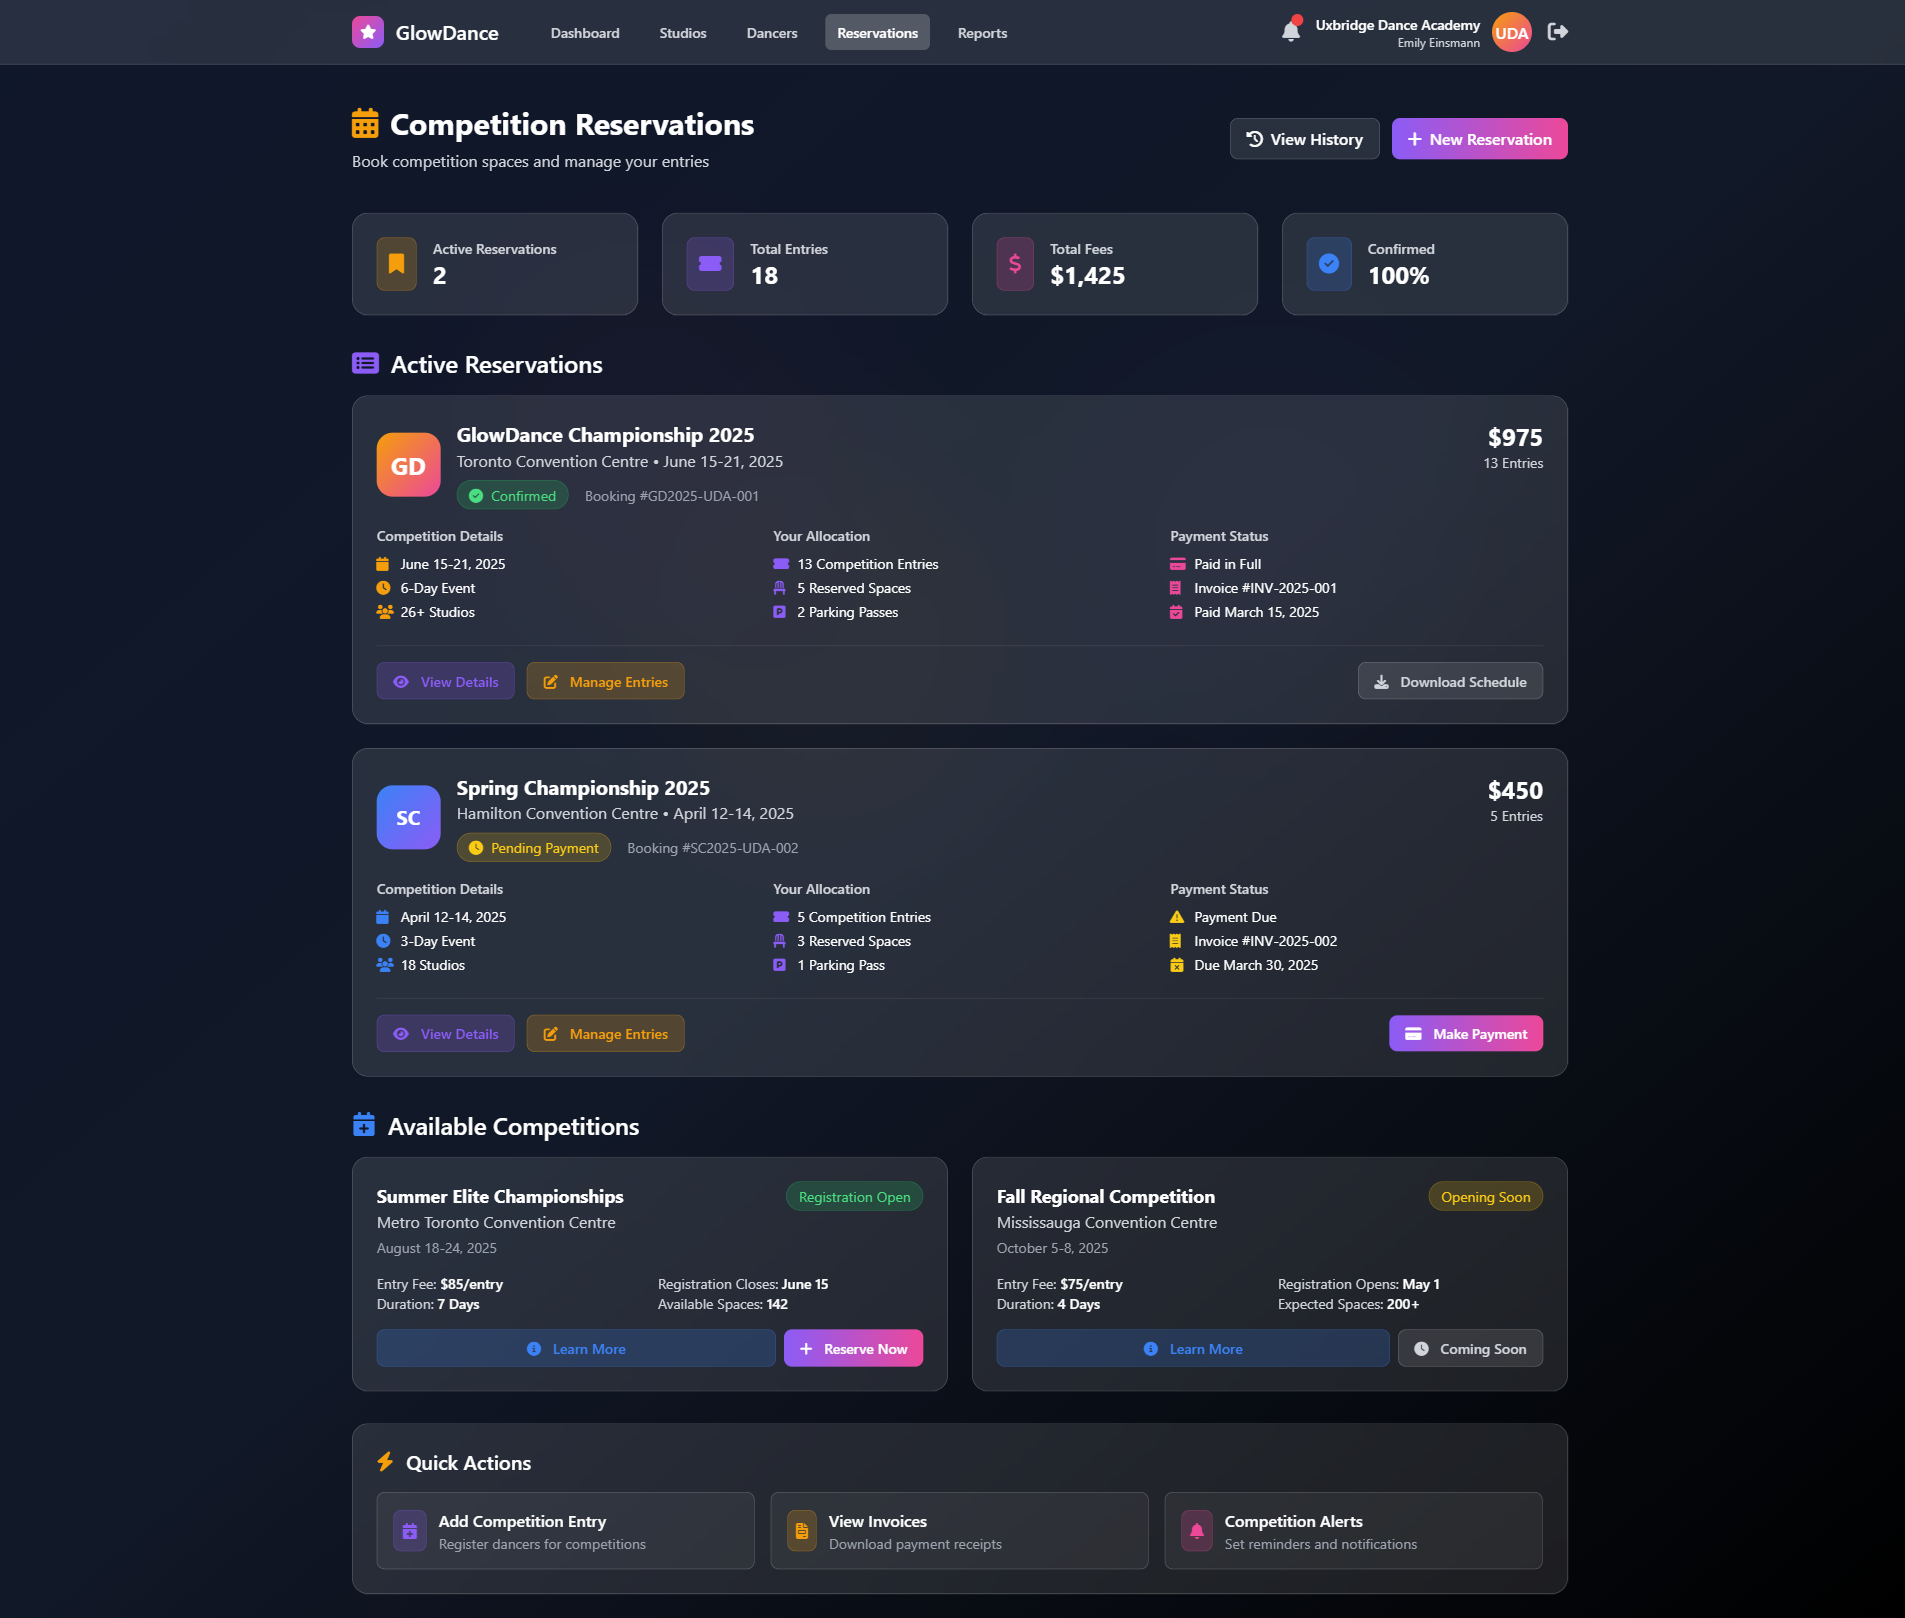 GlowDance
Dashboard
Studios
Dancers
Reservations
Reports
Uxbridge Dance Academy
Emily Einsmann
UDA
Competition Reservations
Book competition spaces and manage your entries
View History
New Reservation
Active Reservations
2
Total Entries
18
Total Fees
$1,425
Confirmed
100%
Active Reservations
GD
GlowDance Championship 2025
Toronto Convention Centre • June 15-21, 2025
Confirmed
Booking #GD2025-UDA-001
$975
13 Entries
Competition Details
June 15-21, 2025
6-Day Event
26+ Studios
Your Allocation
13 Competition Entries
5 Reserved Spaces
2 Parking Passes
Payment Status
Paid in Full
Invoice #INV-2025-001
Paid March 15, 2025
View Details
Manage Entries
Download Schedule
SC
Spring Championship 2025
Hamilton Convention Centre • April 12-14, 2025
Pending Payment
Booking #SC2025-UDA-002
$450
5 Entries
Competition Details
April 12-14, 2025
3-Day Event
18 Studios
Your Allocation
5 Competition Entries
3 Reserved Spaces
1 Parking Pass
Payment Status
Payment Due
Invoice #INV-2025-002
Due March 30, 2025
View Details
Manage Entries
Make Payment
Available Competitions
Summer Elite Championships
Registration Open
Metro Toronto Convention Centre
August 18-24, 2025
Entry Fee: $85/entry
Registration Closes: June 15
Duration: 7 Days
Available Spaces: 142
Learn More
Reserve Now
Fall Regional Competition
Opening Soon
Mississauga Convention Centre
October 5-8, 2025
Entry Fee: $75/entry
Registration Opens: May 1
Duration: 4 Days
Expected Spaces: 200+
Learn More
Coming Soon
Quick Actions
Add Competition Entry
Register dancers for competitions
View Invoices
Download payment receipts
Competition Alerts
Set reminders and notifications